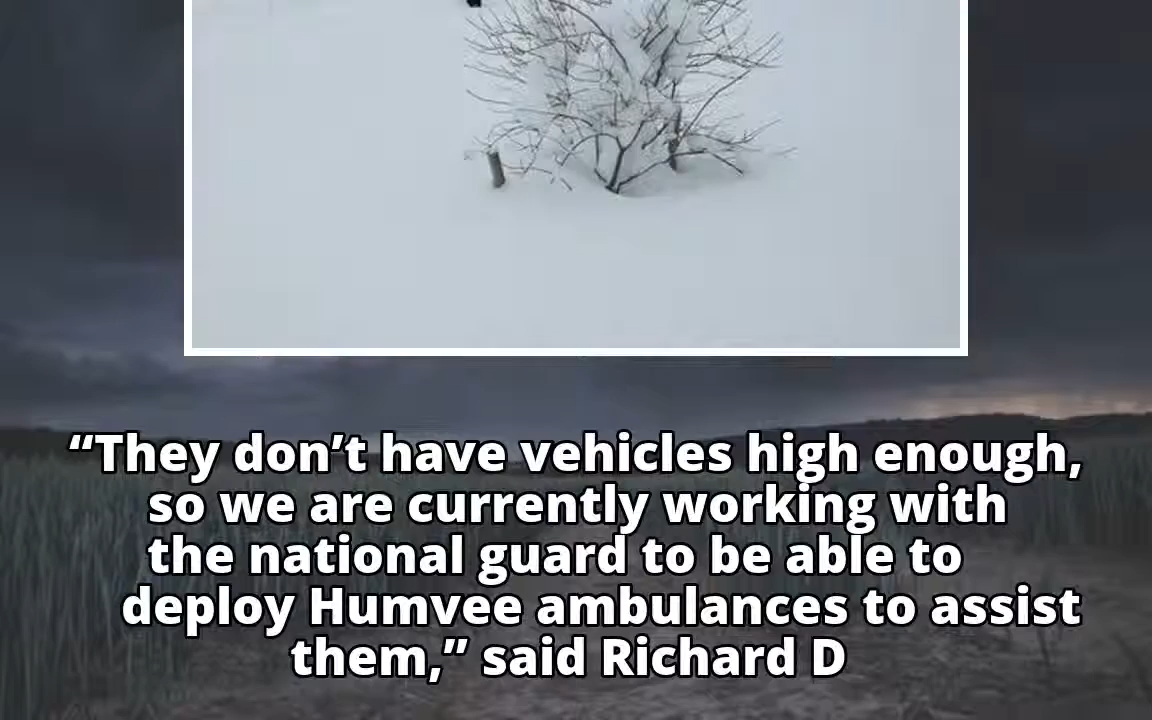 “They don’t have vehicles high enough,
so we are currently working with
the national guard to be able to
deploy Humvee ambulances to assist
them,” said Richard D